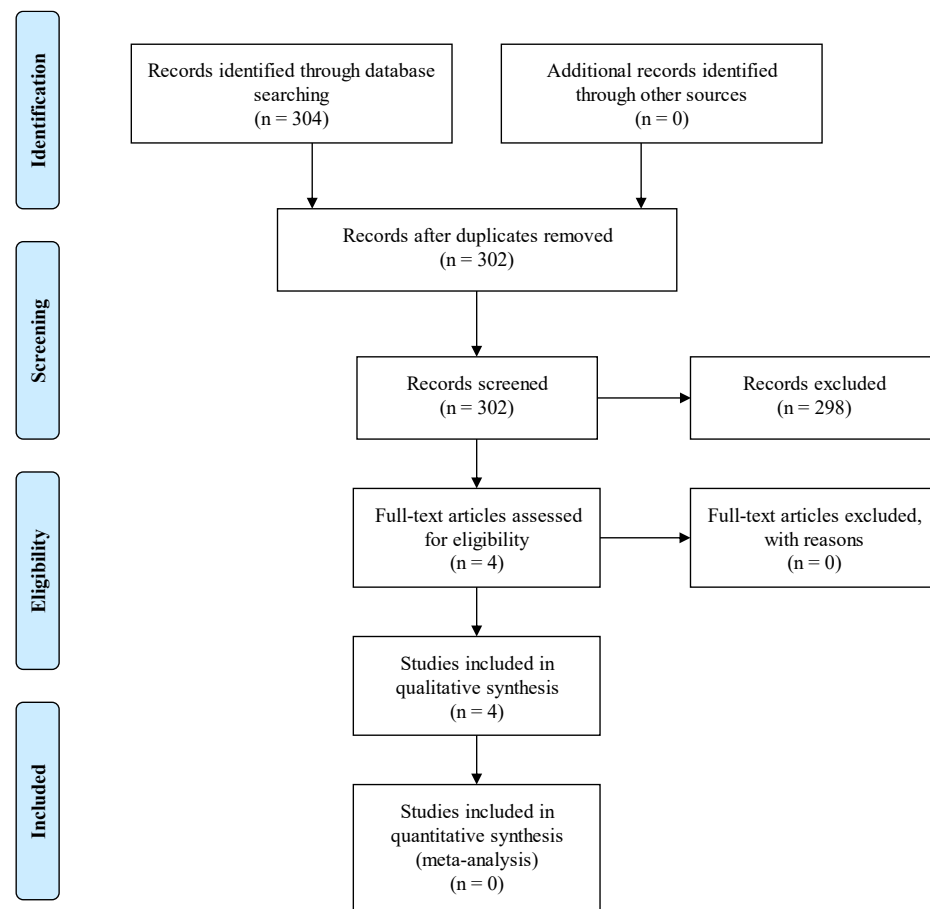 Identification
Records identified through database
searching
(n = 304)
Additional records identified
through other sources
(n = 0)
Records after duplicates removed
(n = 302)
Screening
Records screened
(n = 302)
Records excluded
(n = 298)
Eligibility
Full-text articles assessed
for eligibility
(n = 4)
Full-text articles excluded,
with reasons
(n = 0)
Studies included in
qualitative synthesis
(n = 4)
Included
Studies included in
quantitative synthesis
(meta-analysis)
(n = 0)